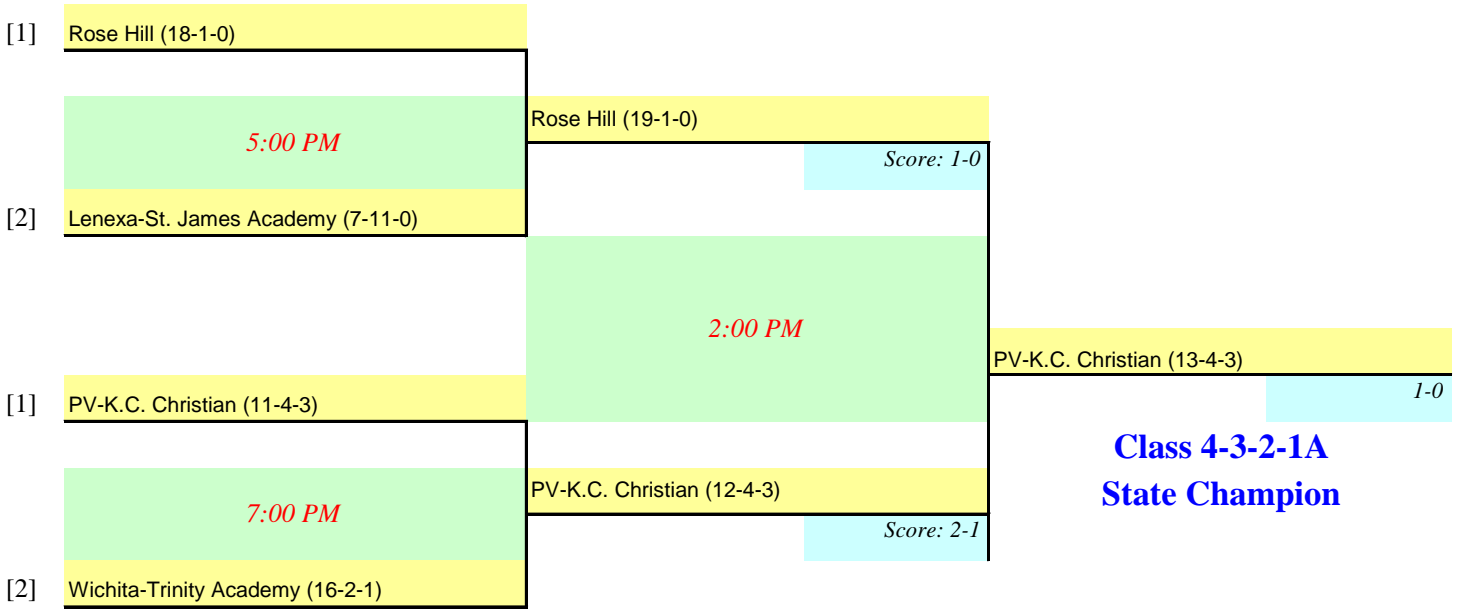 [1] Rose Hill (18-1-0)
5:00 PM
Rose Hill (19-1-0)
Score: 1-0
[2] Lenexa-St. James Academy (7-11-0)
2:00 PM
PV-K.C. Christian (13-4-3)
1-0
[1] PV-K.C. Christian (11-4-3)
Class 4-3-2-1A
State Champion
7:00 PM
PV-K.C. Christian (12-4-3)
Score: 2-1
[2] Wichita-Trinity Academy (16-2-1)